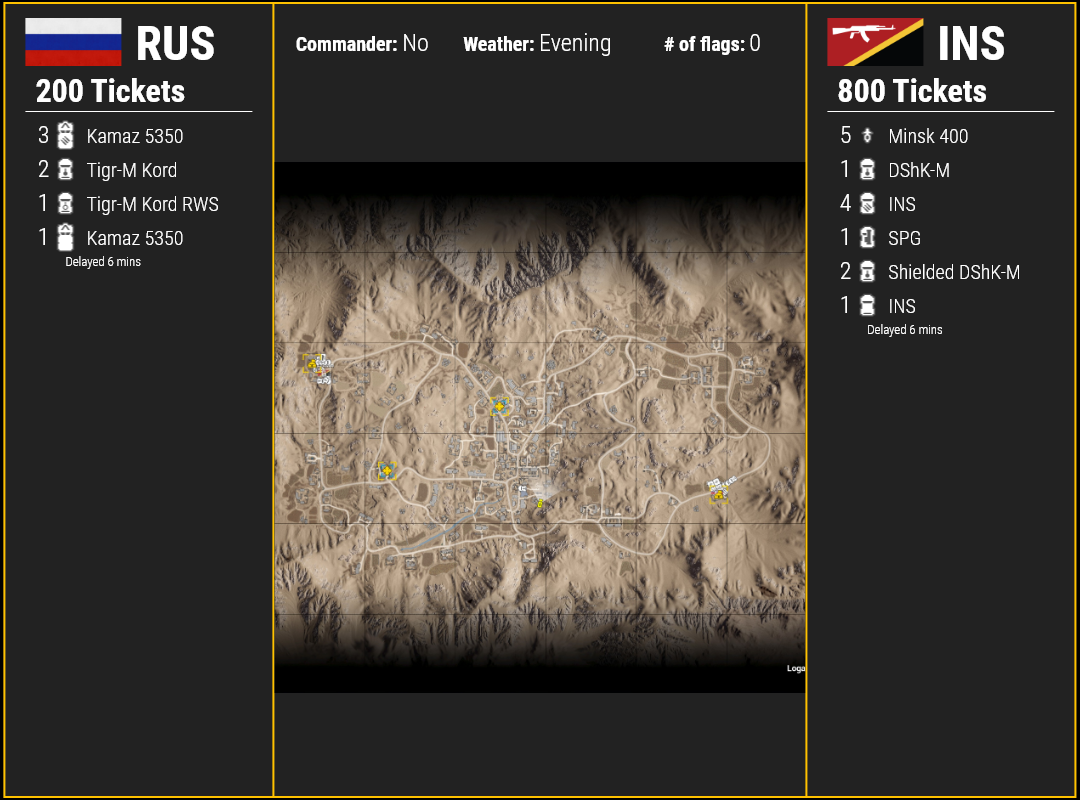 RUS
200 Tickets
3 Kamaz 5350
2 Tigr-M Kord
1 Tigr-M Kord RWS
1 Kamaz 5350
Delayed 6 mins
Commander: No Weather: Evening # of flags: 0
Loga
INS
800 Tickets
5 Minsk 400
1 DShK-M
4 INS
1 SPG
2 Shielded DShK-M
1 INS
Delayed 6 mins